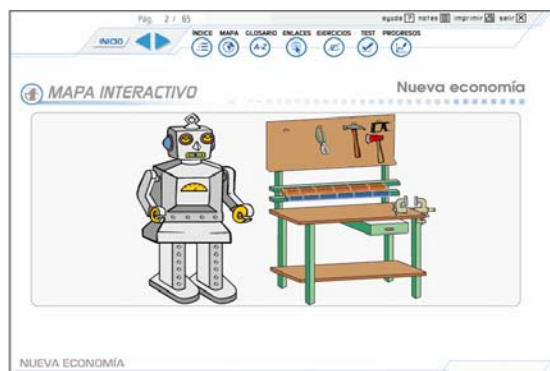 Pág. 2 / 65
ayuda ? notas imprimir salir X
INICIO
ÍNDICE MAPA GLOSARIO ENLACES EJERCICIOS TEST PROGRESOS
A-Z
MAPA INTERACTIVO
Nueva economía
NUEVA ECONOMÍA